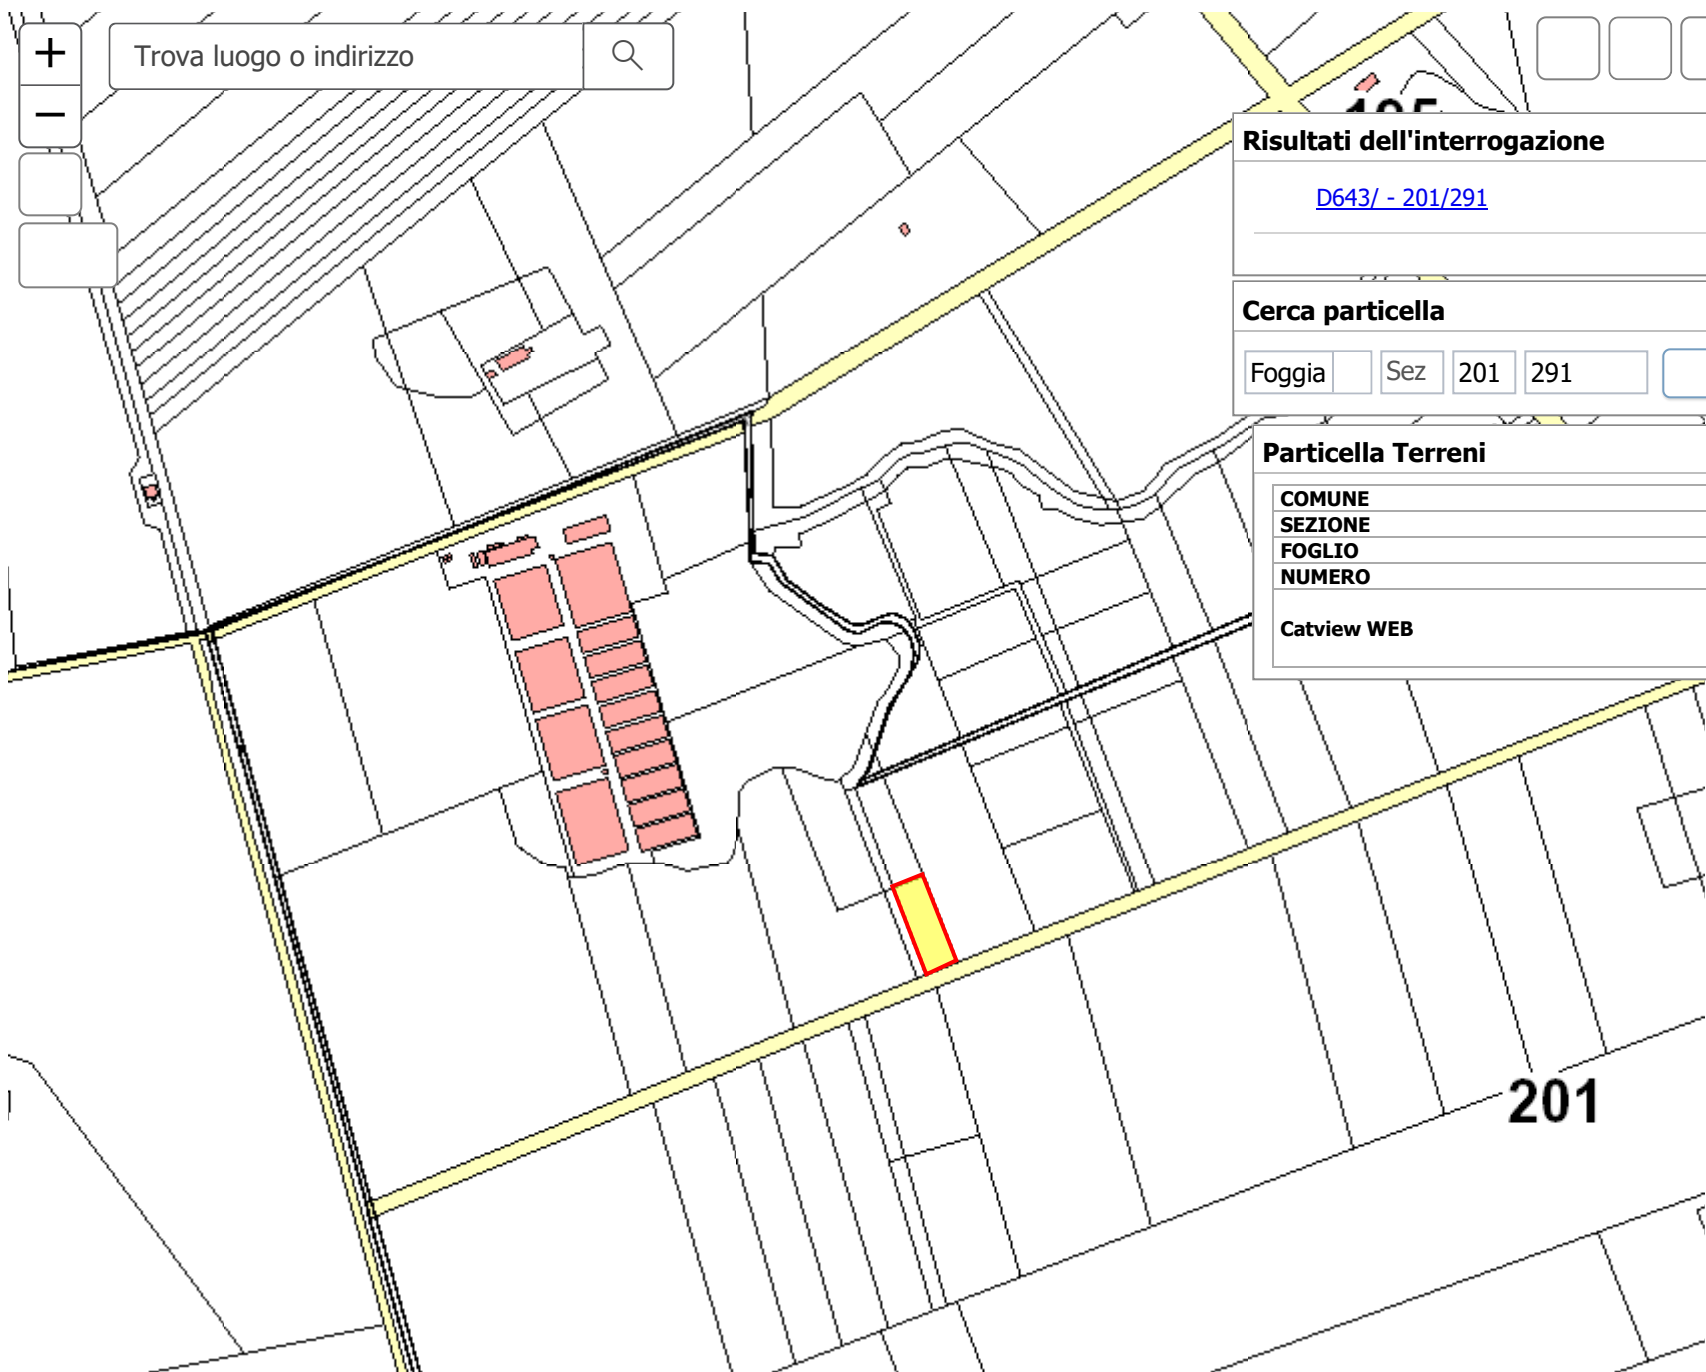 +
Trova luogo o indirizzo
−
Risultati dell'interrogazione
D643/ - 201/291
Cerca particella
Foggia Sez 201 291
Particella Terreni
COMUNE
SEZIONE
FOGLIO
NUMERO
Catview WEB
201